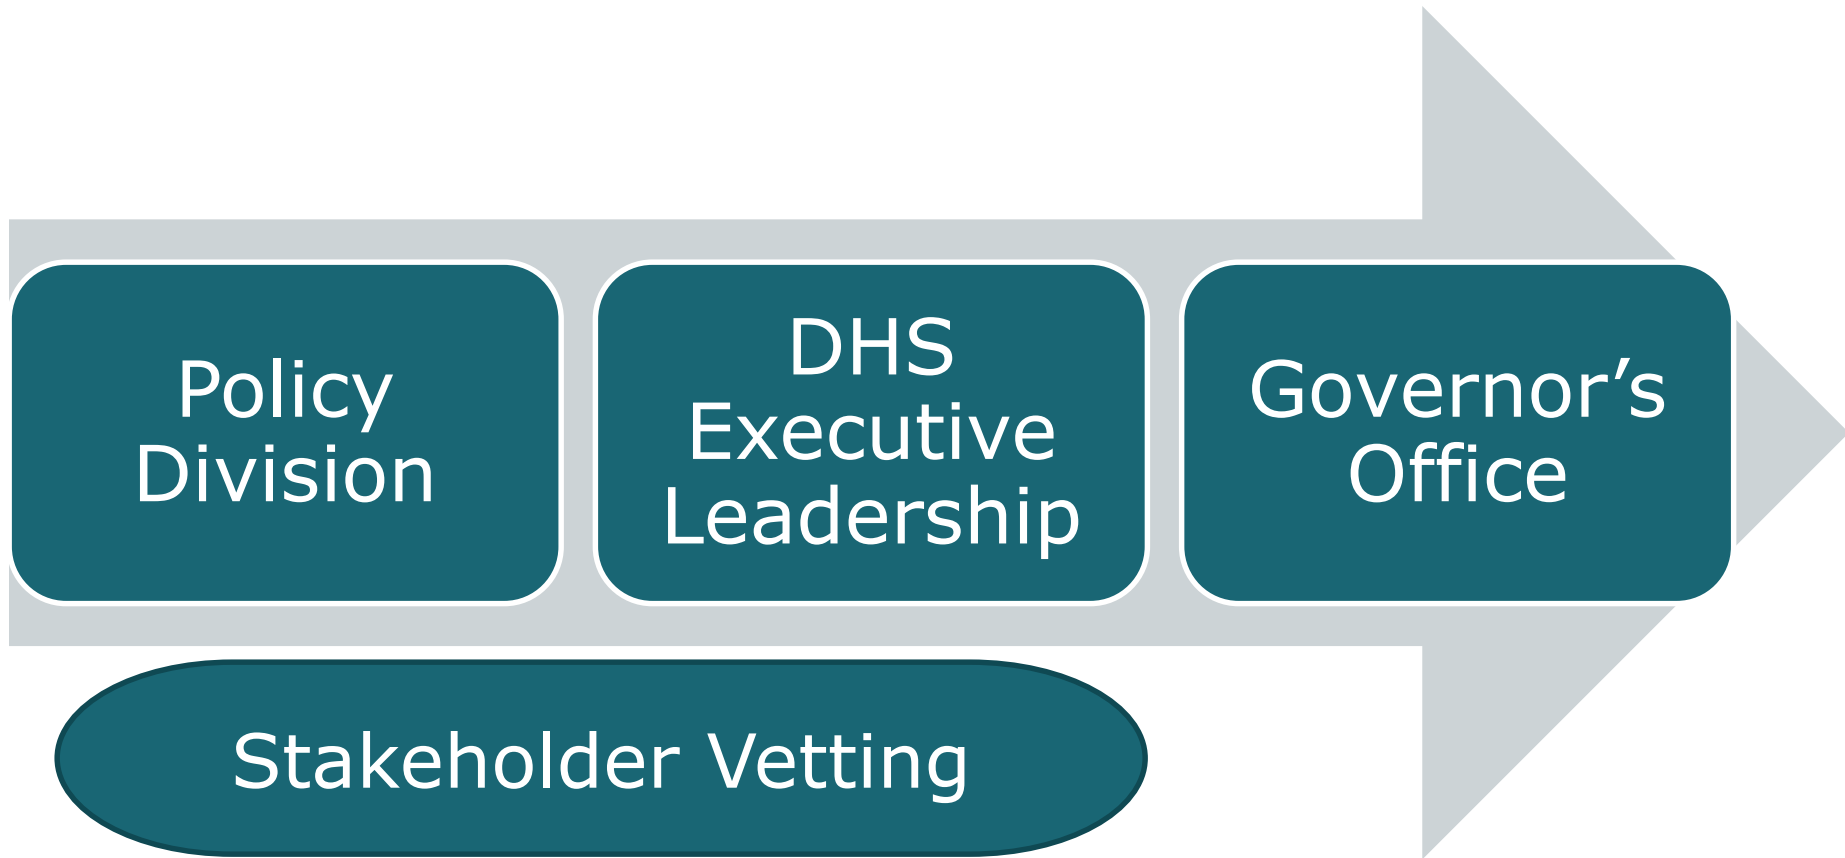 Policy
Division
DHS
Executive
Leadership
Governor’s
Office
Stakeholder Vetting